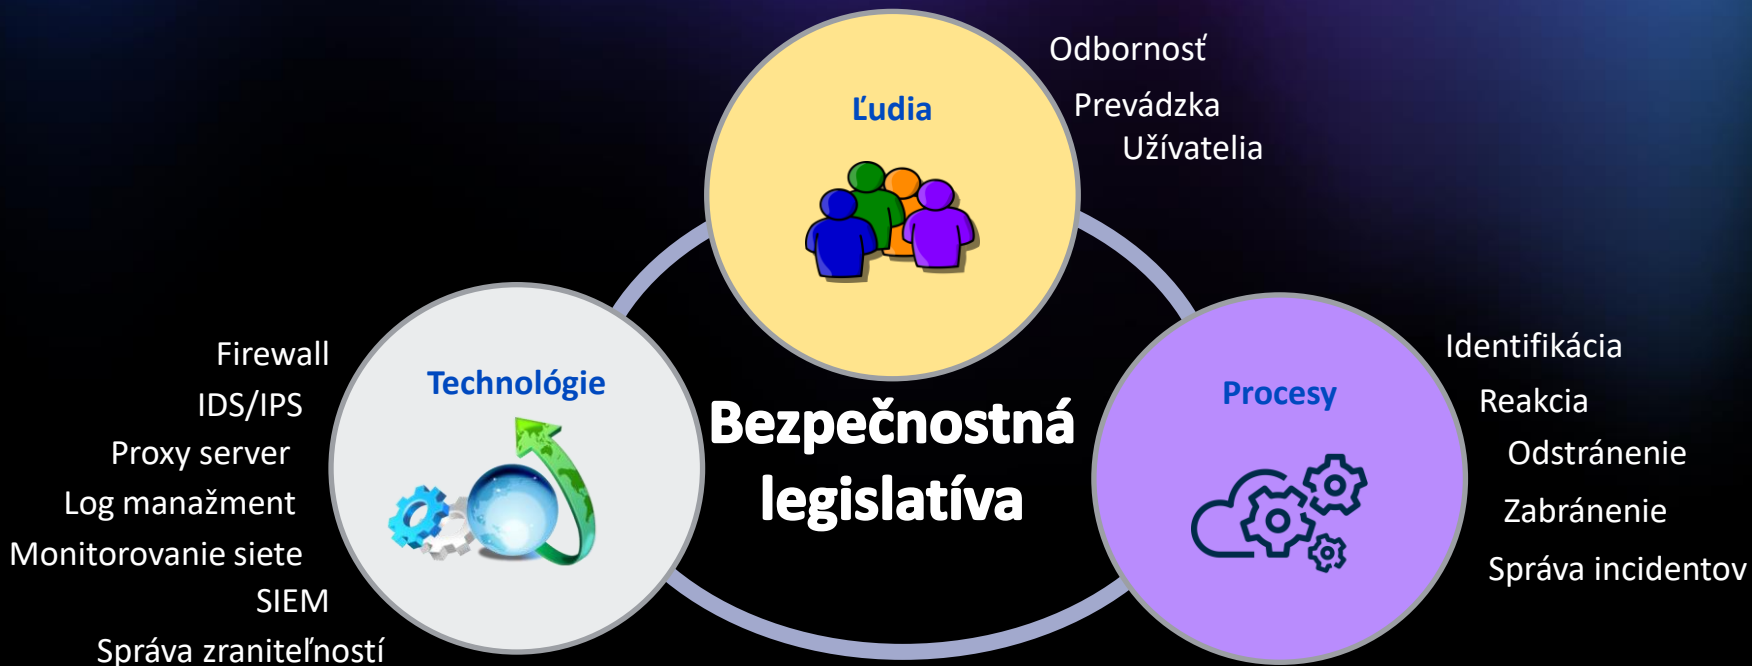 Ľudia
Odbornosť
Prevádzka
Užívatelia
Technológie
Firewall
IDS/IPS
Proxy server
Log manažment
Monitorovanie siete
SIEM
Správa zraniteľností
Bezpečnostná
legislatíva
Procesy
Identifikácia
Reakcia
Odstránenie
Zabránenie
Správa incidentov